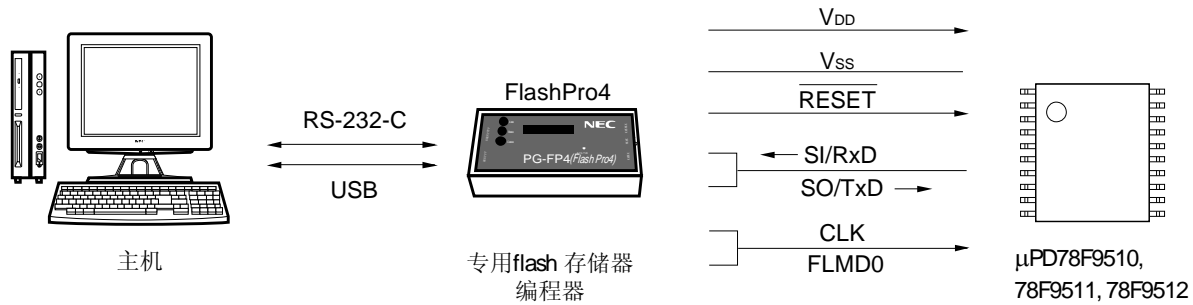 FlashPro4
RS-232-C
USB
NEC
PG-FP4 (Flash Pro4)
VDD
VSS
RESET
SI/RxD
SO/TxD
CLK
FLMD0
主机
专用flash 存储器
编程器
μPD78F9510,
78F9511, 78F9512